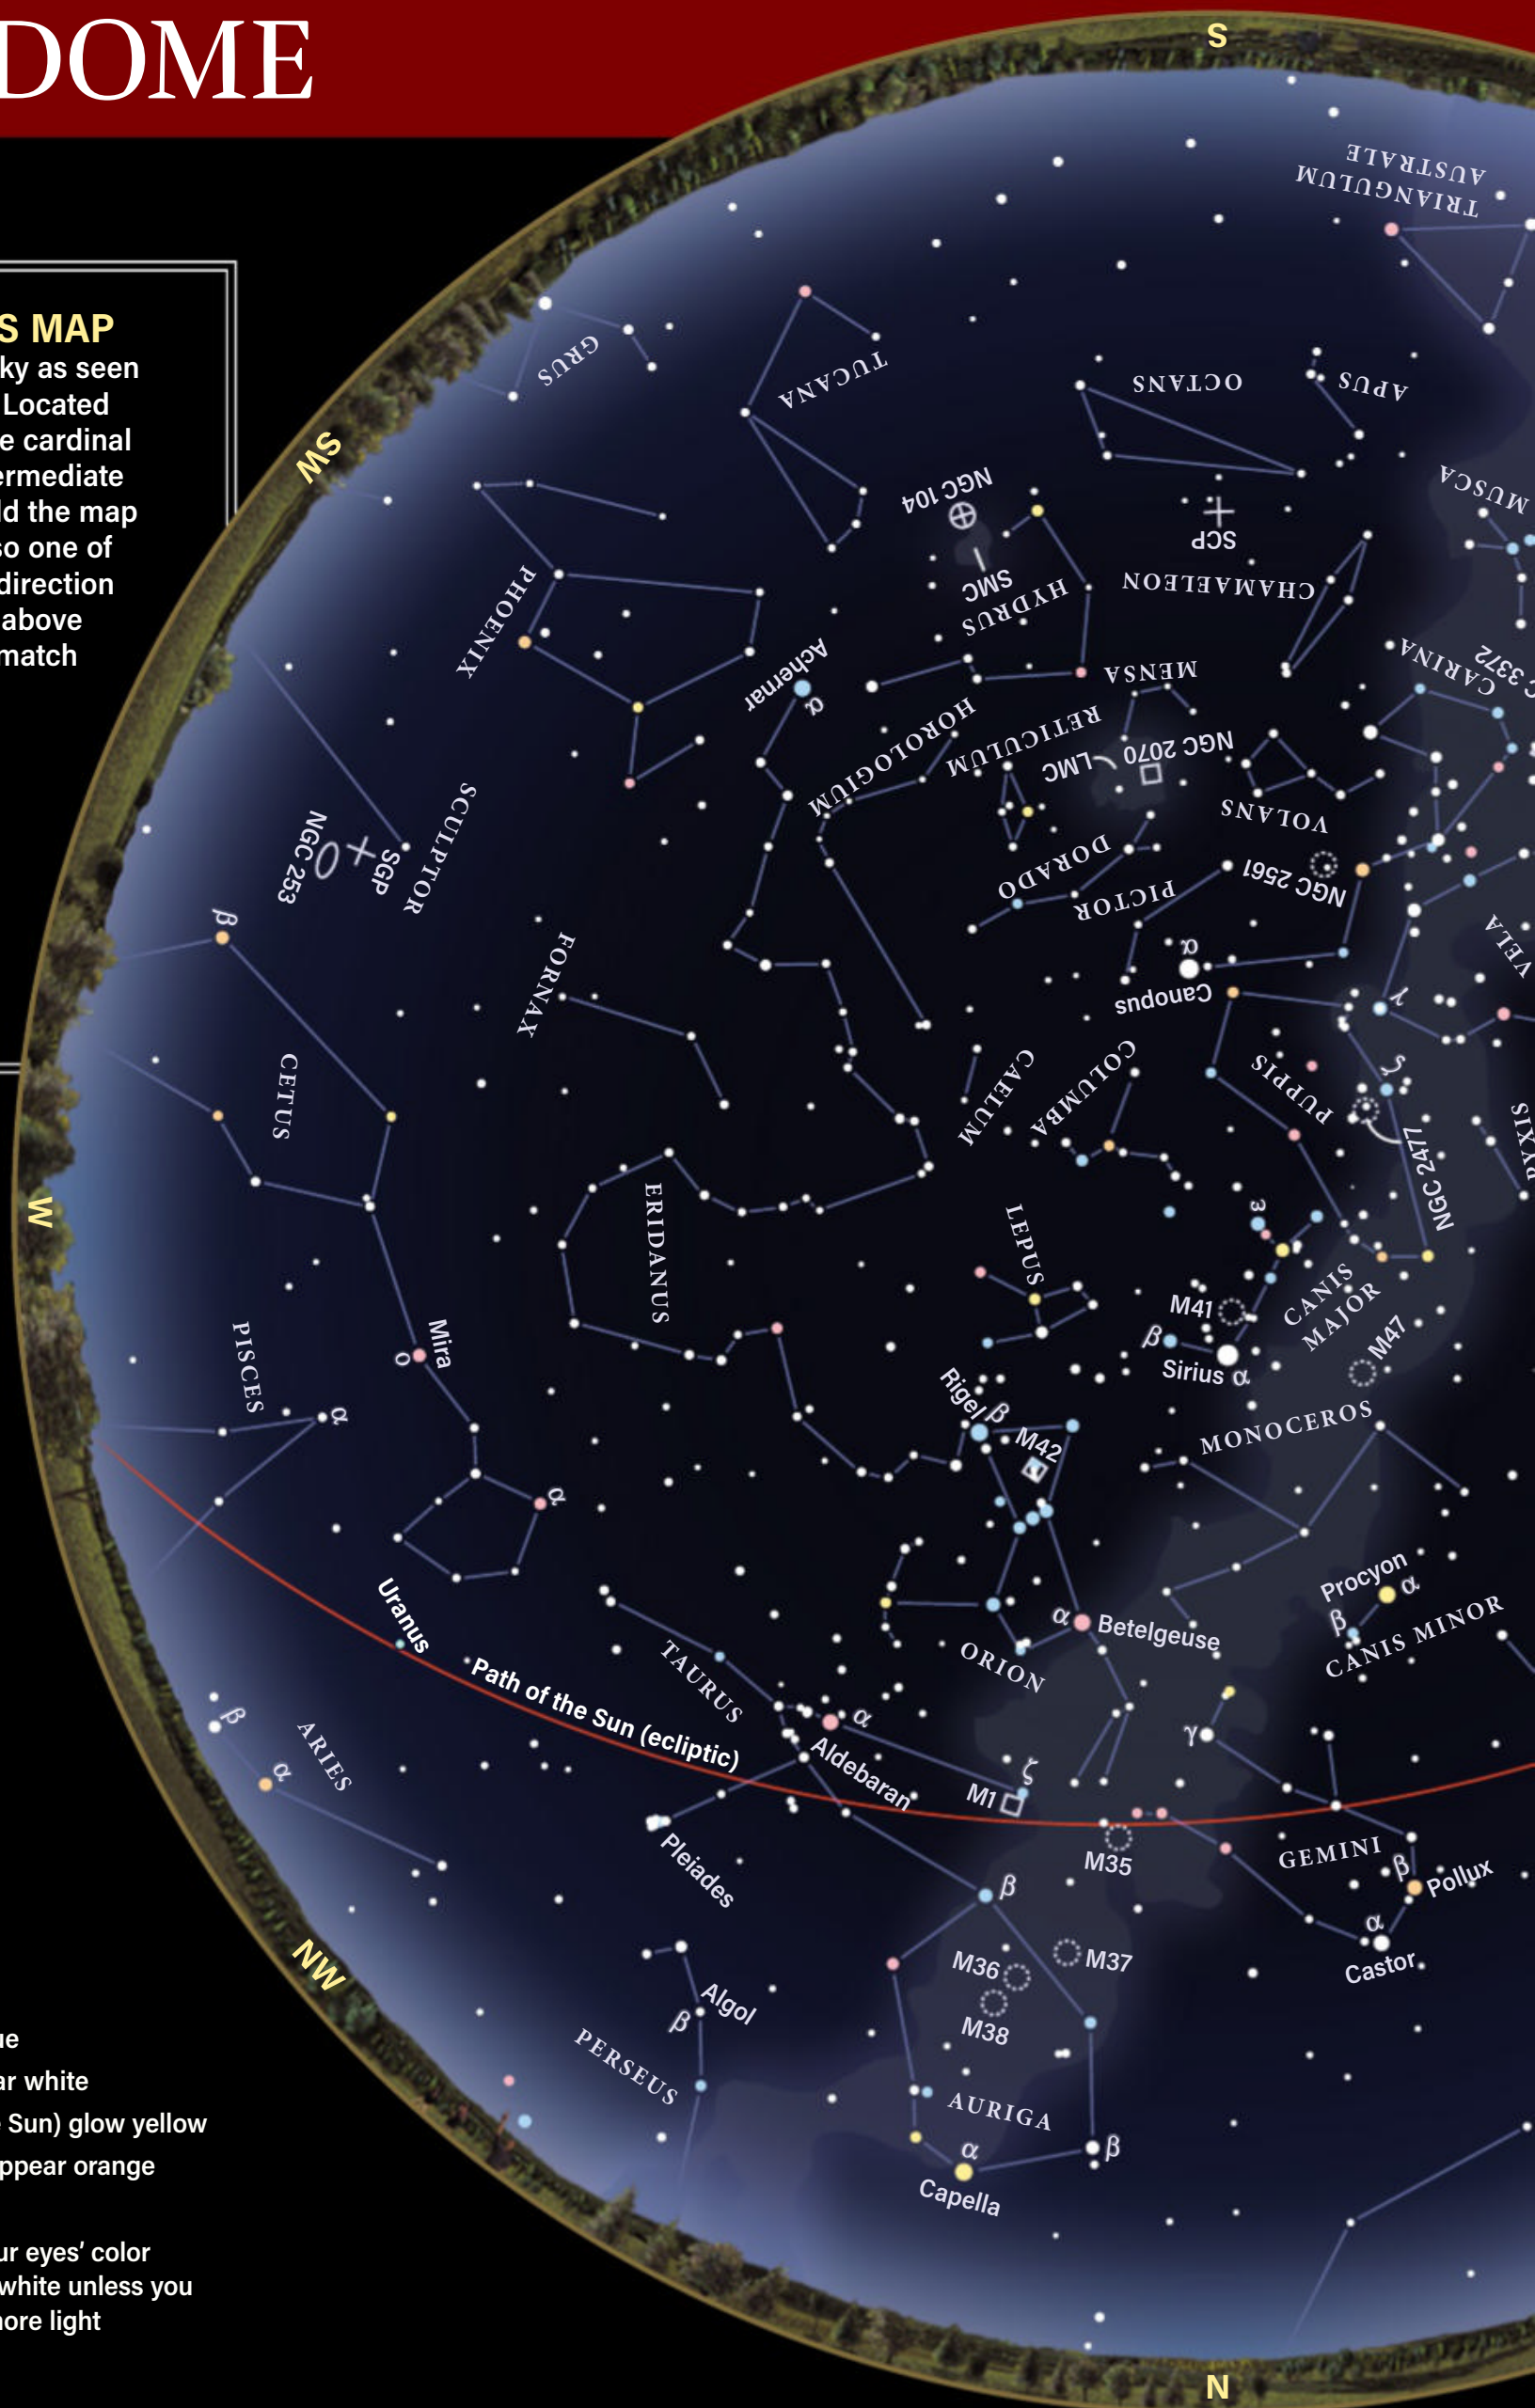 DOME
S MAP
ky as seen
Located
e cardinal
ermediate
ld the map
so one of
direction
above
match
S
TRIANGULUM
AUSTRALE
GRUS
TUCANA
OCTANS
APUS
SW
MUSCA
NGC 104
SCP
PHOENIX
SMC
HYDRUS
CHAMAELEON
Achernar
α
MENSA
CARINA
C 3372
HOROLOGIUM
RETICULUM
LMC
NGC 2070
VOLANS
SCULPTOR
NGC 253
SGP
DORADO
PICTOR
NGC 2561
β
FORNAX
α
Canopus
VELA
γ
CETUS
CAELUM
COLUMBA
PUPPIS
ζ
NGC 2477
PYXIS
W
ERIDANUS
LEPUS
ε
M41
CANIS
MAJOR
β
Sirius α
M47
PISCES
Mira
ο
α
Rigel
β
M42
MONOCEROS
α
Procyon
α
β
CANIS MINOR
Uranus
α
Betelgeuse
ORION
TAURUS
Path of the Sun (ecliptic)
α
Aldebaran
β
ARIES
α
γ
ζ
M1
Pleiades
M35
GEMINI
β
Pollux
α
Castor
β
NW
M36
M37
M38
Algol
β
PERSEUS
AURIGA
α
Capella
β
ue
ar white
e Sun) glow yellow
ppear orange
ur eyes’ color
white unless you
more light
N